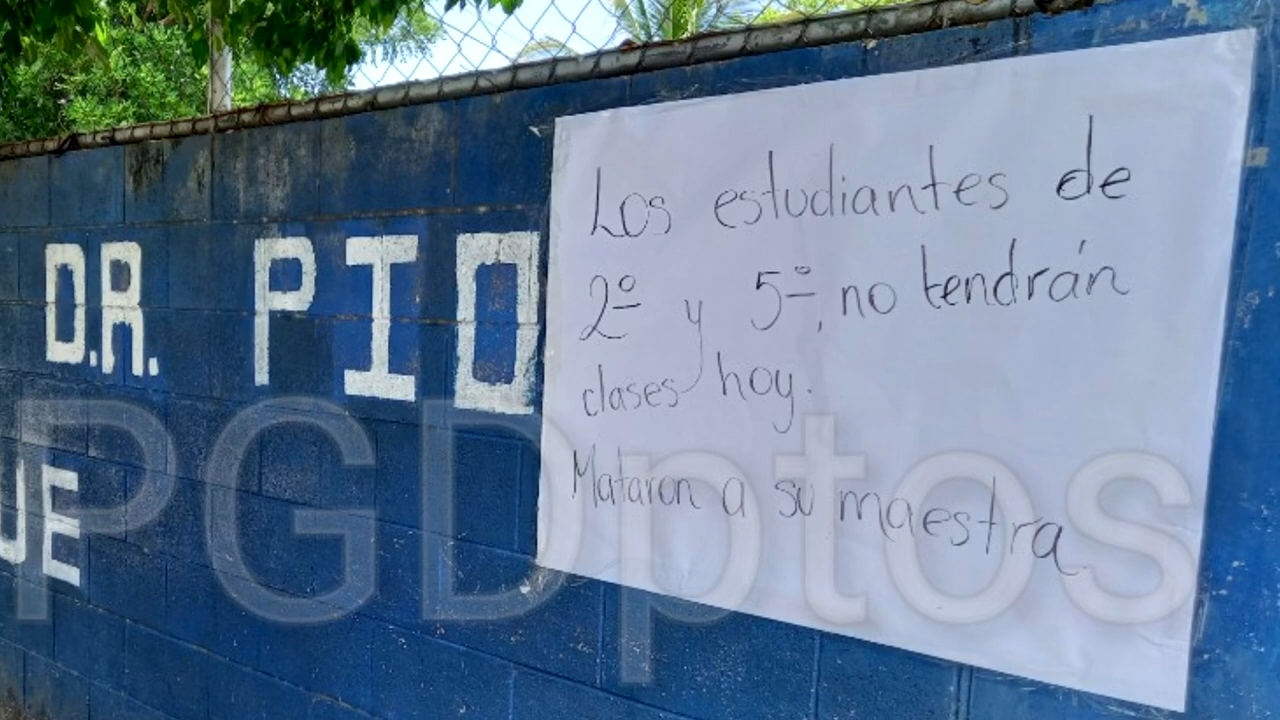 D.R. PIO
UE
Los estudiantes de
2º y 5º, no tendrán
clases hoy.
Mataron a su maestra
PGDptos